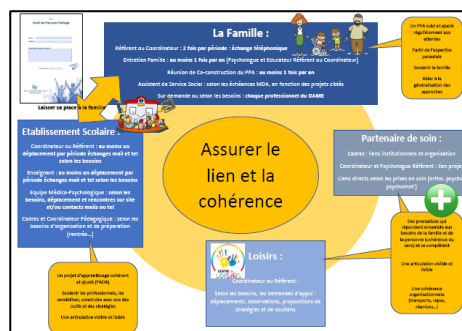 La Famille :
Référent ou Coordinateur : 2 fois par période : échange téléphonique
Entretien Famille : au moins 1 fois par an (Psychologue et Educateur Référent ou Coordinateur)
Réunion de Co-construction du PPA : au moins 1 fois par an
Assistant de Service Social : selon les échéances MDA, en fonction des projets ciblés
Sur demande ou selon les besoins : chaque professionnel du DAME
Un PPA suivi et ajusté
régulièrement aux
attentes
Partir de l'expertise
parentale
Soutenir la famille
Aider à la
généralisation des
approches
Laisser sa place à la famille
Etablissement Scolaire :
Coordinateur ou Référent : au moins un
déplacement par période échanges mail et tel
selon les besoins
Enseignant : au moins un déplacement par
période échanges mail et tel selon les besoins
Equipe Médico-Psychologique : selon les
besoins, déplacement et rencontres sur site
et/ou contacts mails ou tel
Cadres et Coordinateur Pédagogique : selon les
besoins d'organisation et de préparation
(rentrée...)
Assurer le
lien et la
cohérence
Partenaire de soin :
Cadres : liens institutionnels et organisation
Coordinateur et Psychologue Référent : lien projet
Liens directs selon les prises en soin (ortho, psycho,
psychomot')
Des prestations qui
répondent ensemble aux
besoins de la famille et de
la personne (cohérence du
soin) et se complètent
Une articulation visible et
lisible
Une cohérence
organisationnelle
(transports, repas,
réunions...)
Loisirs :
Coordinateur ou Référent :
Selon les besoins, les demandes d'appui :
déplacements, observations, propositions de
stratégies et de soutiens
Un projet d'apprentissage cohérent
et ajusté
Soutenir les professionnels, les
sensibiliser, construire avec eux des
outils et des stratégies
Une articulation visible et lisible